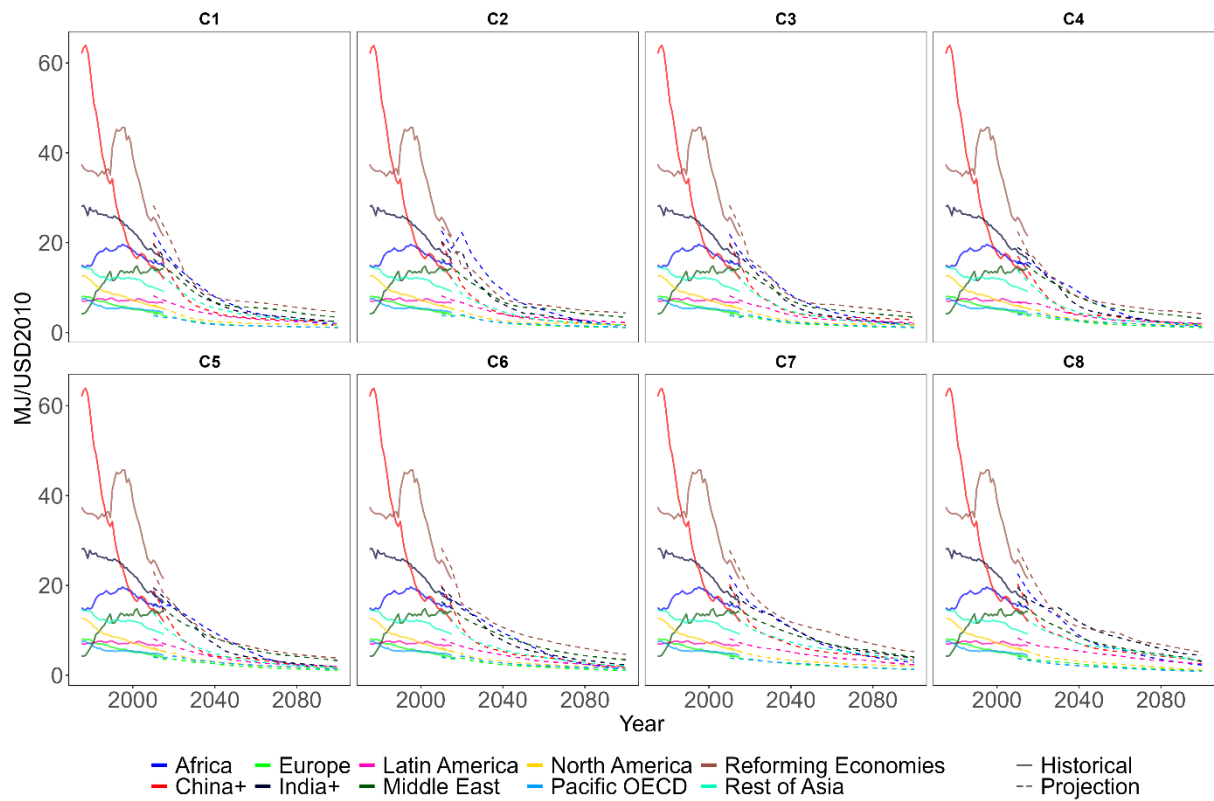 C1 C2 C3 C4
60
40
20
0
C5 C6 C7 C8
60
40
20
0
MJ/USD2010
2000 2040 2080 2000 2040 2080 2000 2040 2080 2000 2040 2080
Year
Africa Europe Latin America North America Reforming Economies Historical
China+ India+ Middle East Pacific OECD Rest of Asia Projection